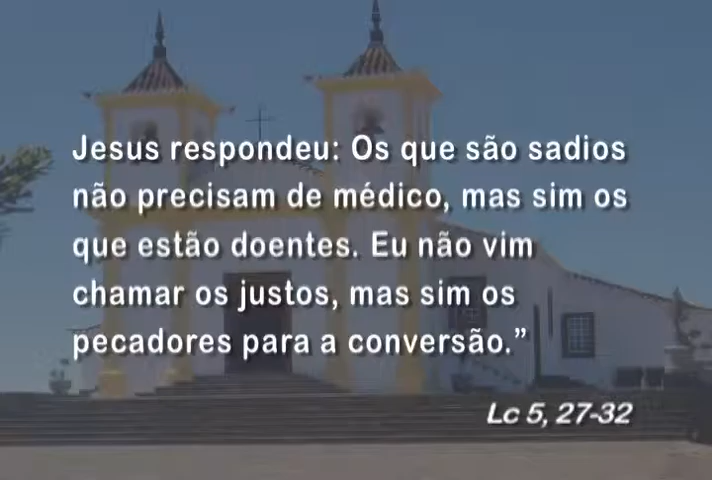 Jesus respondeu: Os que são sadios
não precisam de médico, mas sim os
que estão doentes. Eu não vim
chamar os justos, mas sim os
pecadores para a conversão.”
Lc 5, 27-32